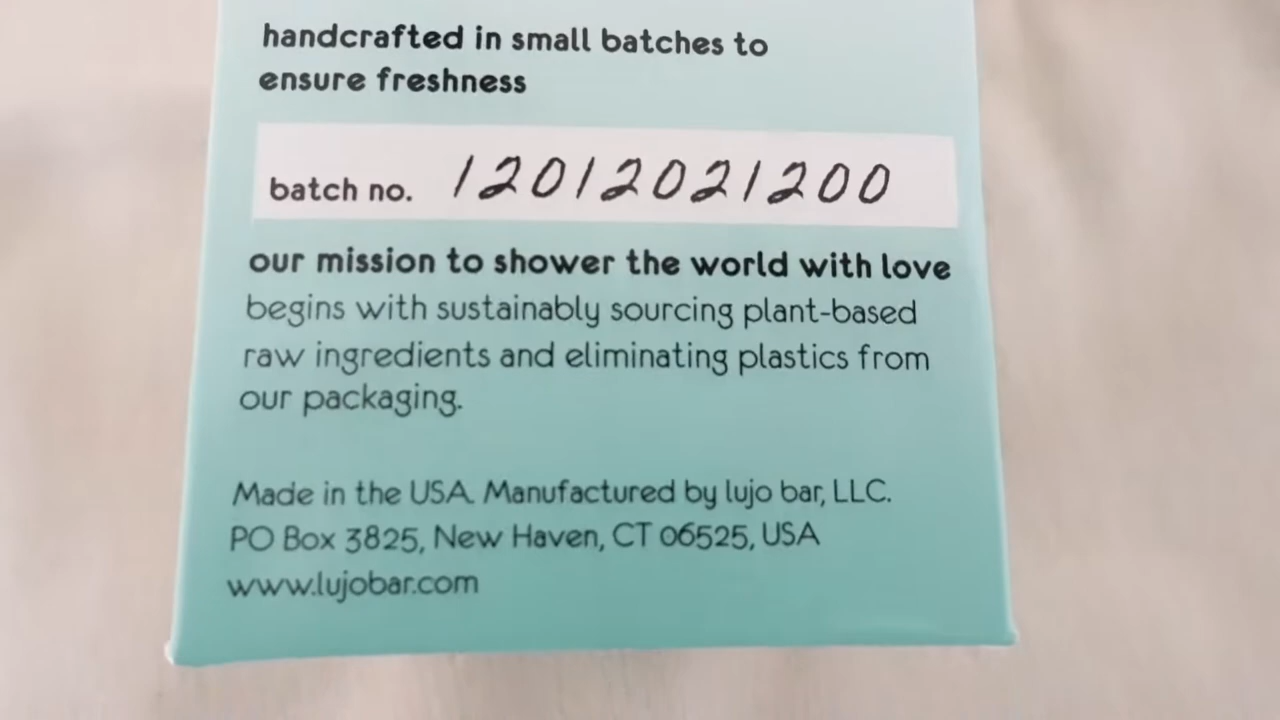 handcrafted in small batches to
ensure freshness
batch no. 12012021200
our mission to shower the world with love
begins with sustainably sourcing plant-based
raw ingredients and eliminating plastics from
our packaging.
Made in the USA. Manufactured by lujo bar, LLC.
PO Box 3825, New Haven, CT 06525, USA
www.lujobar.com